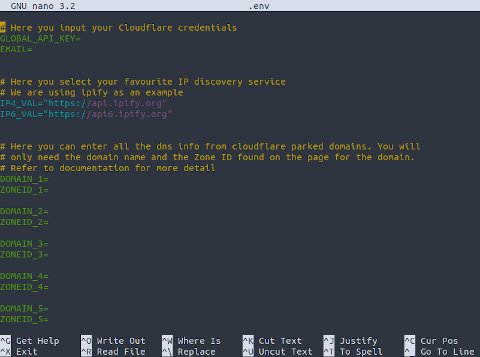 GNU nano 3.2 .env
# Here you input your Cloudflare credentials
GLOBAL_API_KEY=
EMAIL=
# Here you select your favourite IP discovery service
# We are using ipify as an example
IP4_VAL="https://api.ipify.org"
IP6_VAL="https://api6.ipify.org"
# Here you can enter all the dns info from cloudflare parked domains. You will
# only need the domain name and the Zone ID found on the page for the domain.
# Refer to documentation for more detail
DOMAIN_1=
ZONEID_1=
DOMAIN_2=
ZONEID_2=
DOMAIN_3=
ZONEID_3=
DOMAIN_4=
ZONEID_4=
DOMAIN_5=
ZONEID_5=
^G Get Help ^O Write Out ^W Where Is ^K Cut Text ^J Justify ^C Cur Pos
^X Exit ^R Read File ^\ Replace ^U Uncut Text ^T To Spell ^_ Go To Line